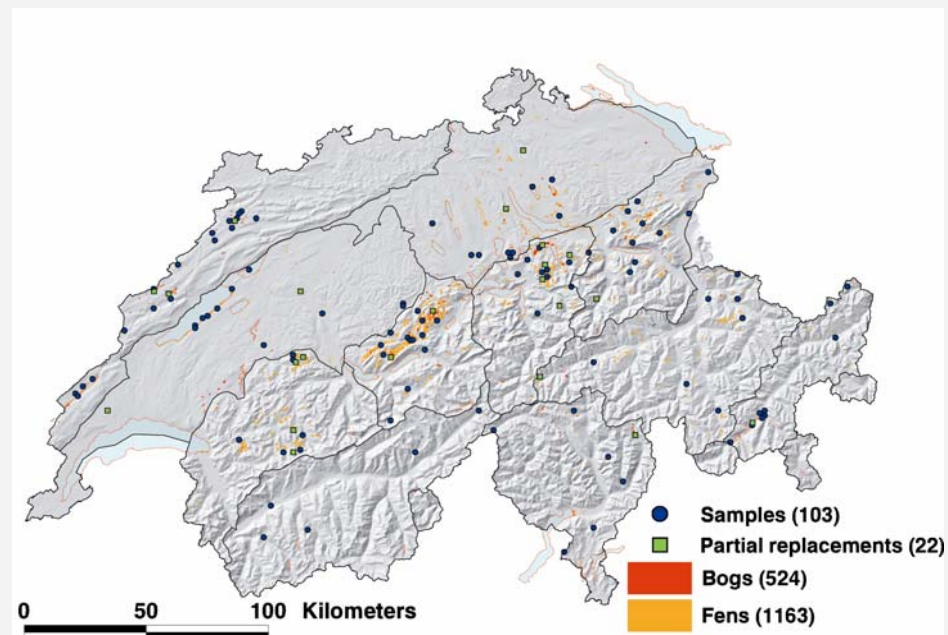 Samples (103)
Partial replacements (22)
Bogs (524)
Fens (1163)
0 50 100 Kilometers